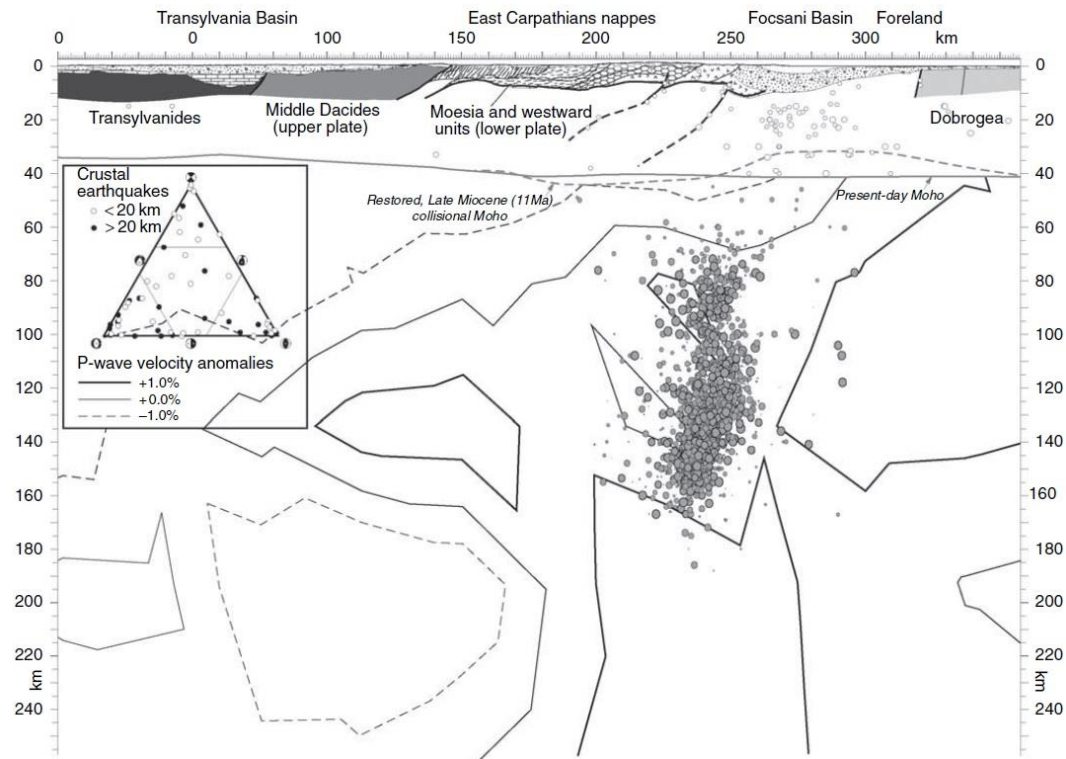 Transylvania Basin East Carpathians nappes Focsani Basin Foreland
0 0 100 150 200 250 300 km
0 0
Transylvanides
Middle Dacides
(upper plate)
Moesia and westward
units (lower plate)
Dobrogea
20 20
40 40
Crustal
earthquakes
< 20 km
> 20 km
Restored, Late Miocene (11Ma)
collisional Moho
Present-day Moho
60 60
80 80
100 100
P-wave velocity anomalies
+1.0%
+0.0%
−1.0%
120 120
140 140
160 160
180 180
200 200
220 220
km km
240 240